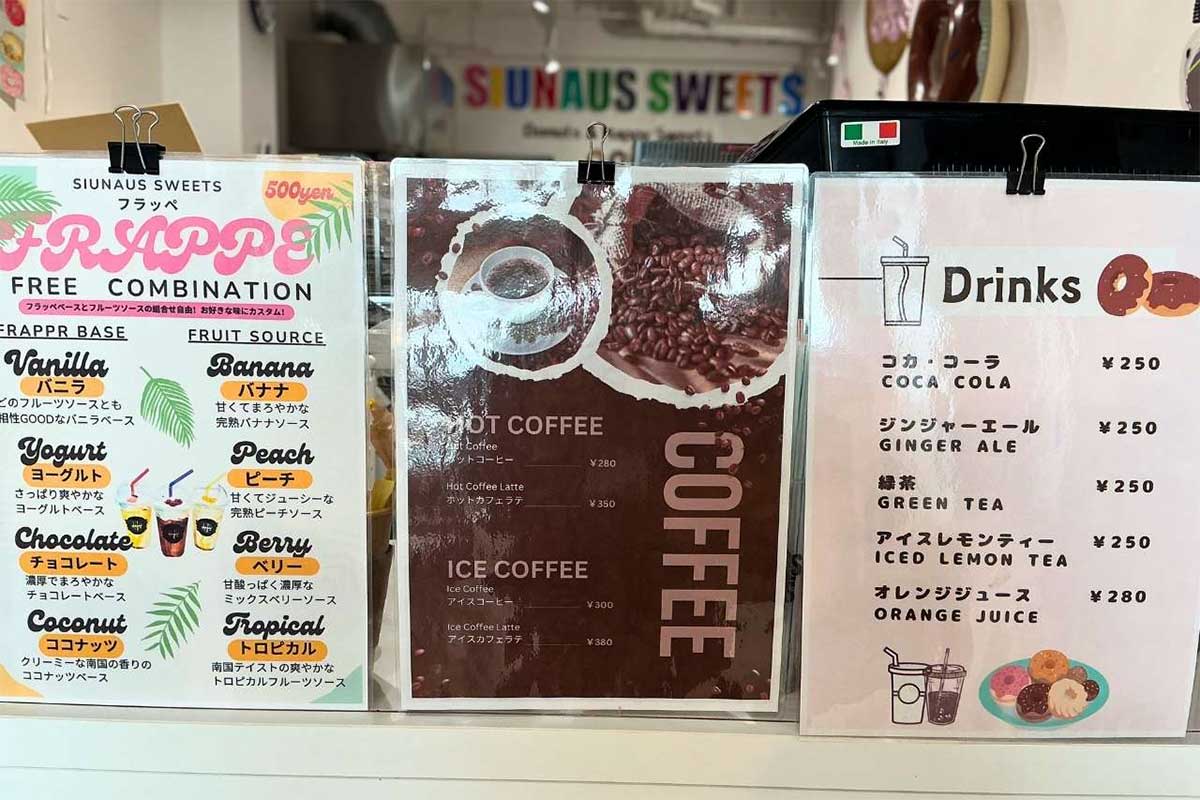 SIUNAUS SWEETS
Made in Italy
SIUNAUS SWEETS
500yen
フラッペ
FRAPPE
FREE COMBINATION
フラッペベースとフルーツソースの組合せ自由!お好きな味にカスタム!
FRAPPR BASE
Vanilla
バニラ
どのフルーツソースとも
相性GOODなバニラベース
Yogurt
ヨーグルト
さっぱり爽やかな
ヨーグルトベース
Chocolate
チョコレート
濃厚でまろやかな
チョコレートベース
Coconut
ココナッツ
クリーミーな南国の香りの
ココナッツベース
FRUIT SOURCE
Banana
バナナ
甘くてまろやかな
完熟バナナソース
Peach
ピーチ
甘くてジューシーな
完熟ピーチソース
Berry
ベリー
甘酸っぱく濃厚な
ミックスベリーソース
Tropical
トロピカル
南国テイストの爽やかな
トロピカルフルーツソース
HOT COFFEE
Hot Coffee
ホットコーヒー ¥280
Hot Coffee Latte
ホットカフェラテ ¥350
ICE COFFEE
Ice Coffee
アイスコーヒー ¥300
Ice Coffee Latte
アイスカフェラテ ¥380
COFFEE
Drinks
コカ・コーラ ¥250
COCA COLA
ジンジャーエール ¥250
GINGER ALE
緑茶 ¥250
GREEN TEA
アイスレモンティー ¥250
ICED LEMON TEA
オレンジジュース ¥280
ORANGE JUICE